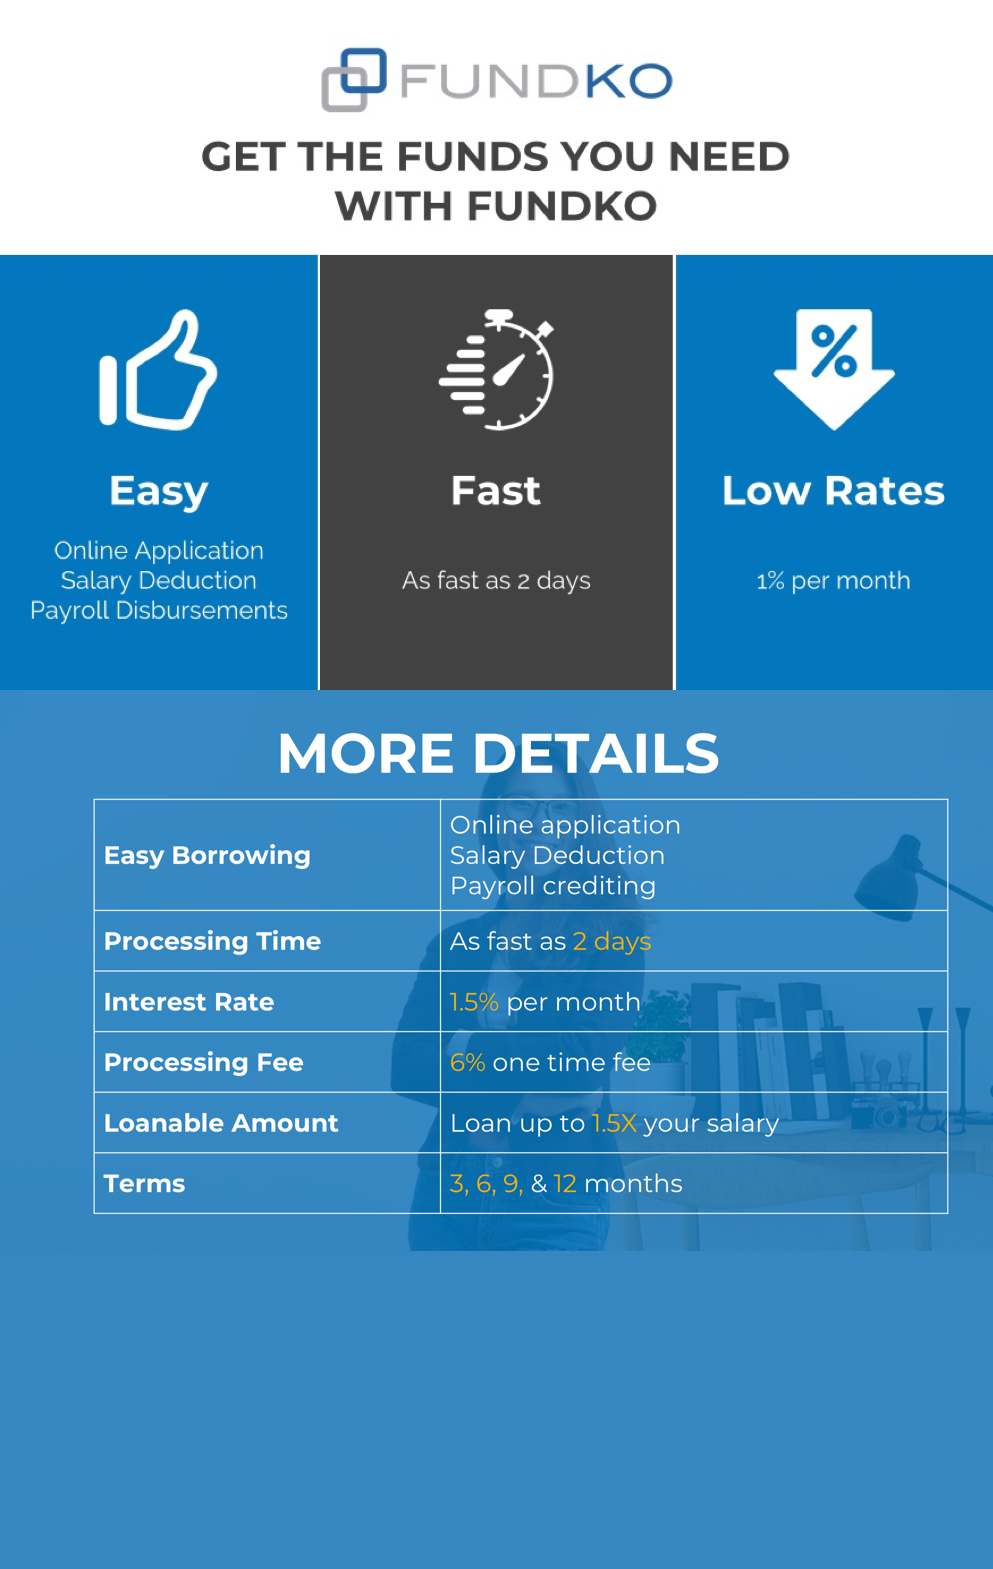 FUNDKO
GET THE FUNDS YOU NEED
WITH FUNDKO
%
Easy
Online Application
Salary Deduction
Payroll Disbursements
Fast
As fast as 2 days
Low Rates
1% per month
MORE DETAILS
Easy Borrowing
Online application
Salary Deduction
Payroll crediting
Processing Time
As fast as 2 days
Interest Rate
1.5% per month
Processing Fee
6% one time fee
Loanable Amount
Loan up to 1.5X your salary
Terms
3, 6, 9, & 12 months